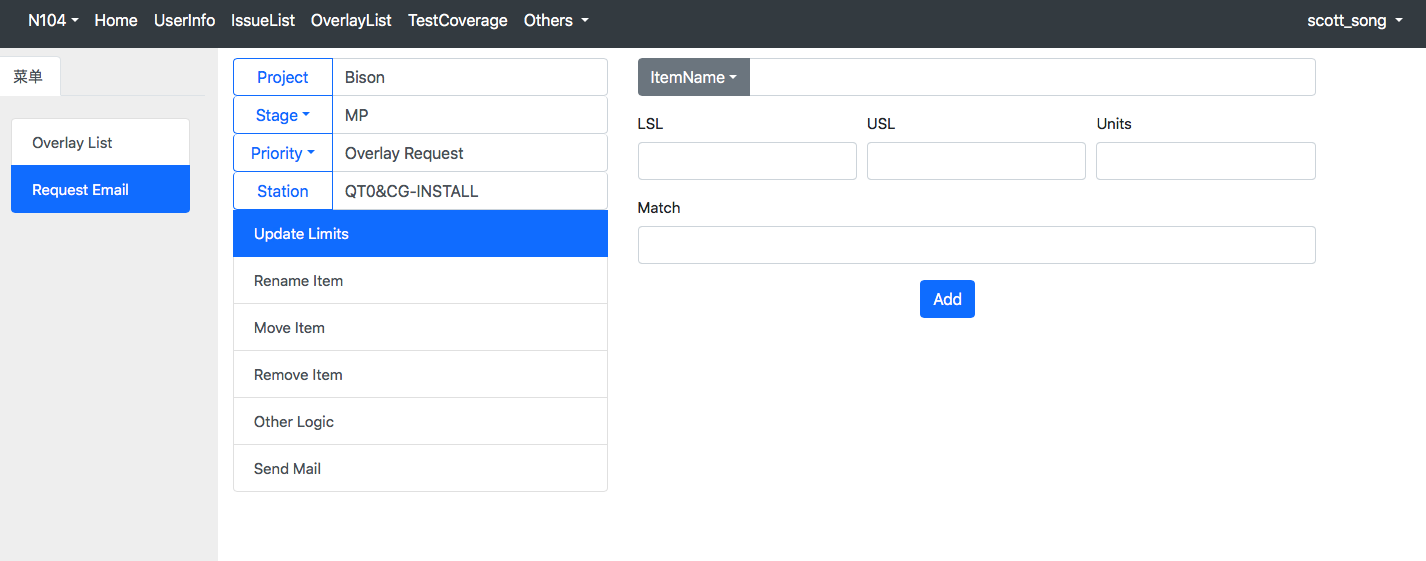 N104 Home UserInfo IssueList OverlayList TestCoverage Others scott_song
菜单
Overlay List
Request Email
Project Bison
Stage MP
Priority Overlay Request
Station QT0&CG-INSTALL
Update Limits
Rename Item
Move Item
Remove Item
Other Logic
Send Mail
ItemName
LSL USL Units
Match
Add